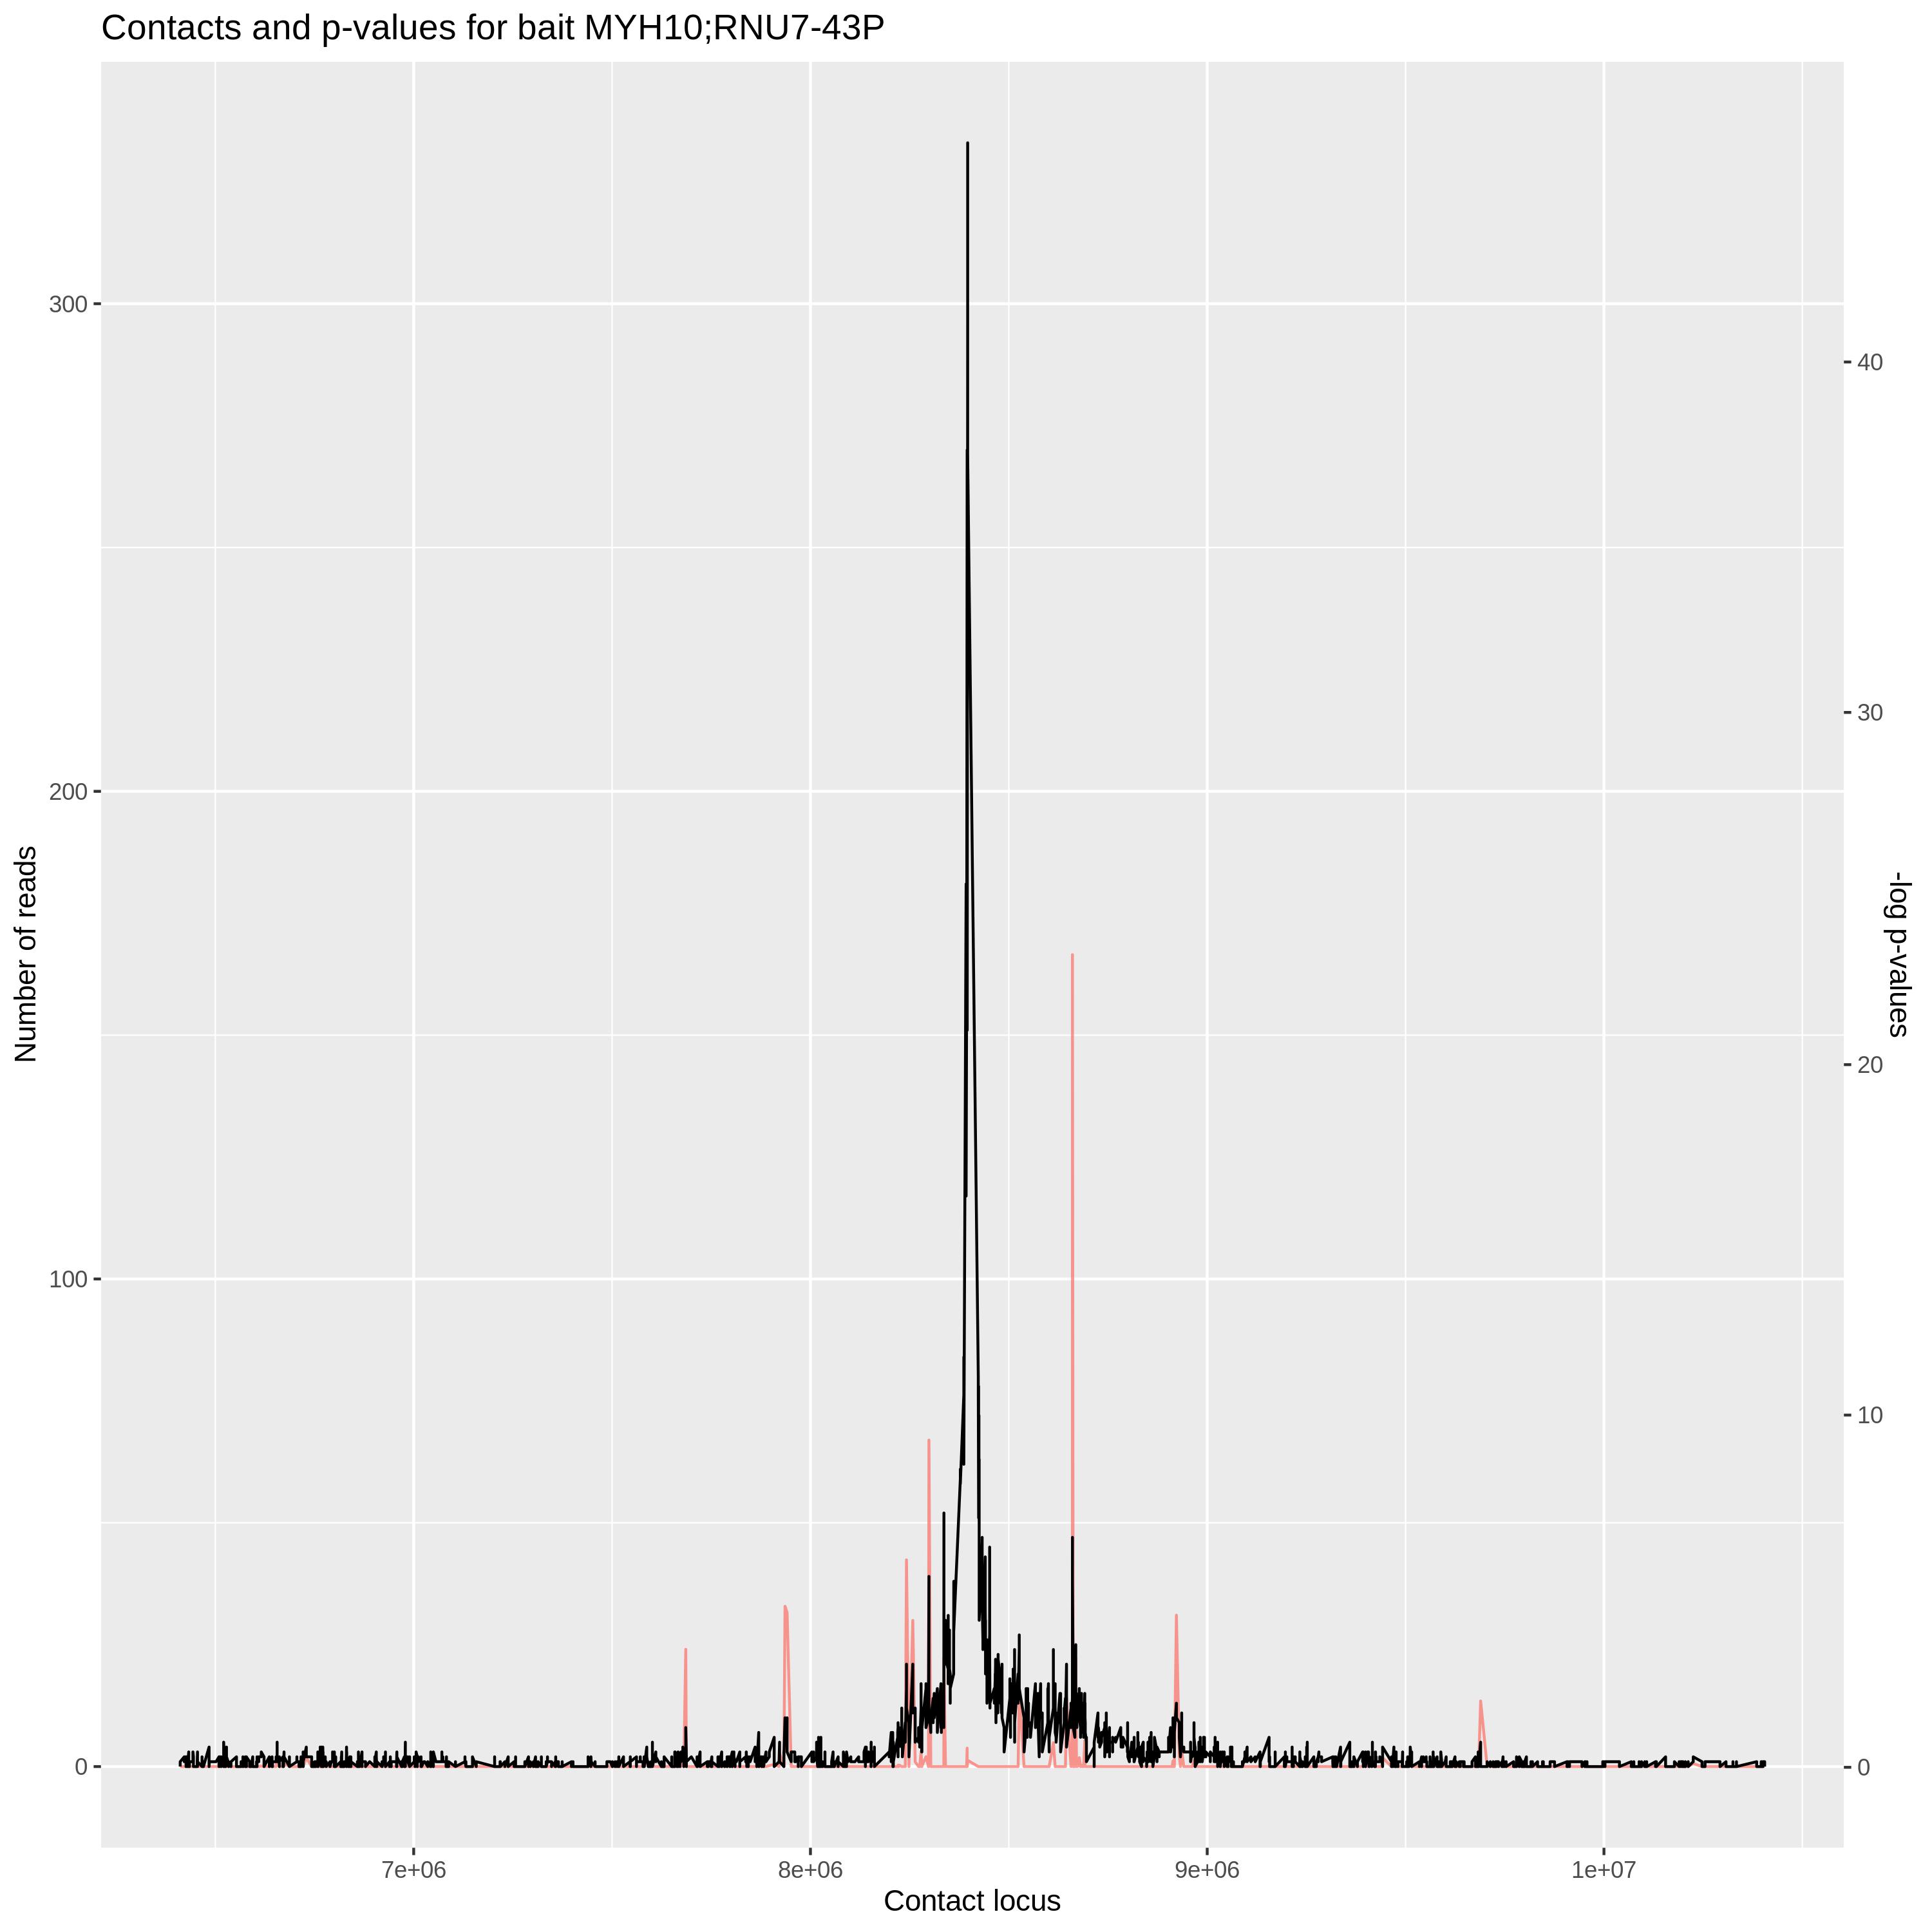 Contacts and p-values for bait MYH10;RNU7-43P
300
200
100
0
Number of reads
40
30
20
10
0
-log p-values
7e+06
8e+06
9e+06
1e+07
Contact locus